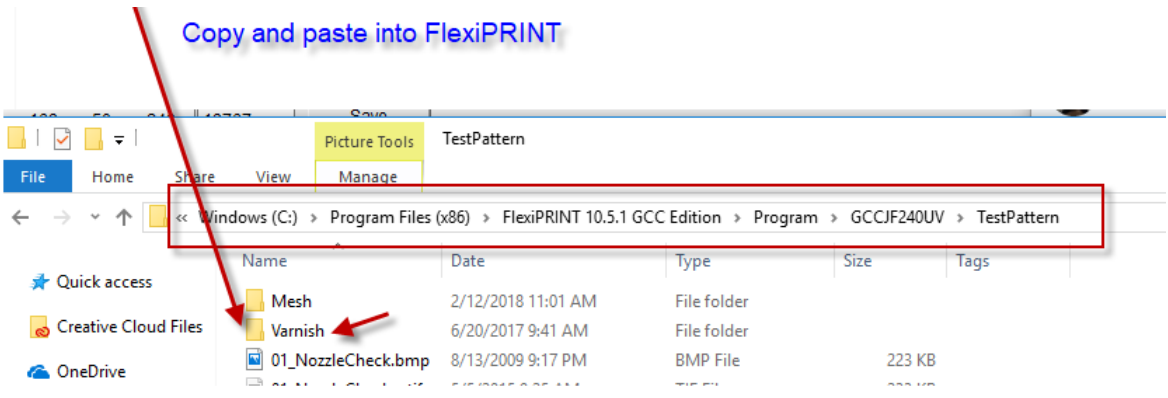 Copy and paste into FlexiPRINT
Save
Picture Tools TestPattern
File Home Share View Manage
« Windows (C:) > Program Files (x86) > FlexiPRINT 10.5.1 GCC Edition > Program > GCCJF240UV > TestPattern
Name Date Type Size Tags
Quick access
Mesh 2/12/2018 11:01 AM File folder
Creative Cloud Files Varnish 6/20/2017 9:41 AM File folder
OneDrive 01_NozzleCheck.bmp 8/13/2009 9:17 PM BMP File 223 KB